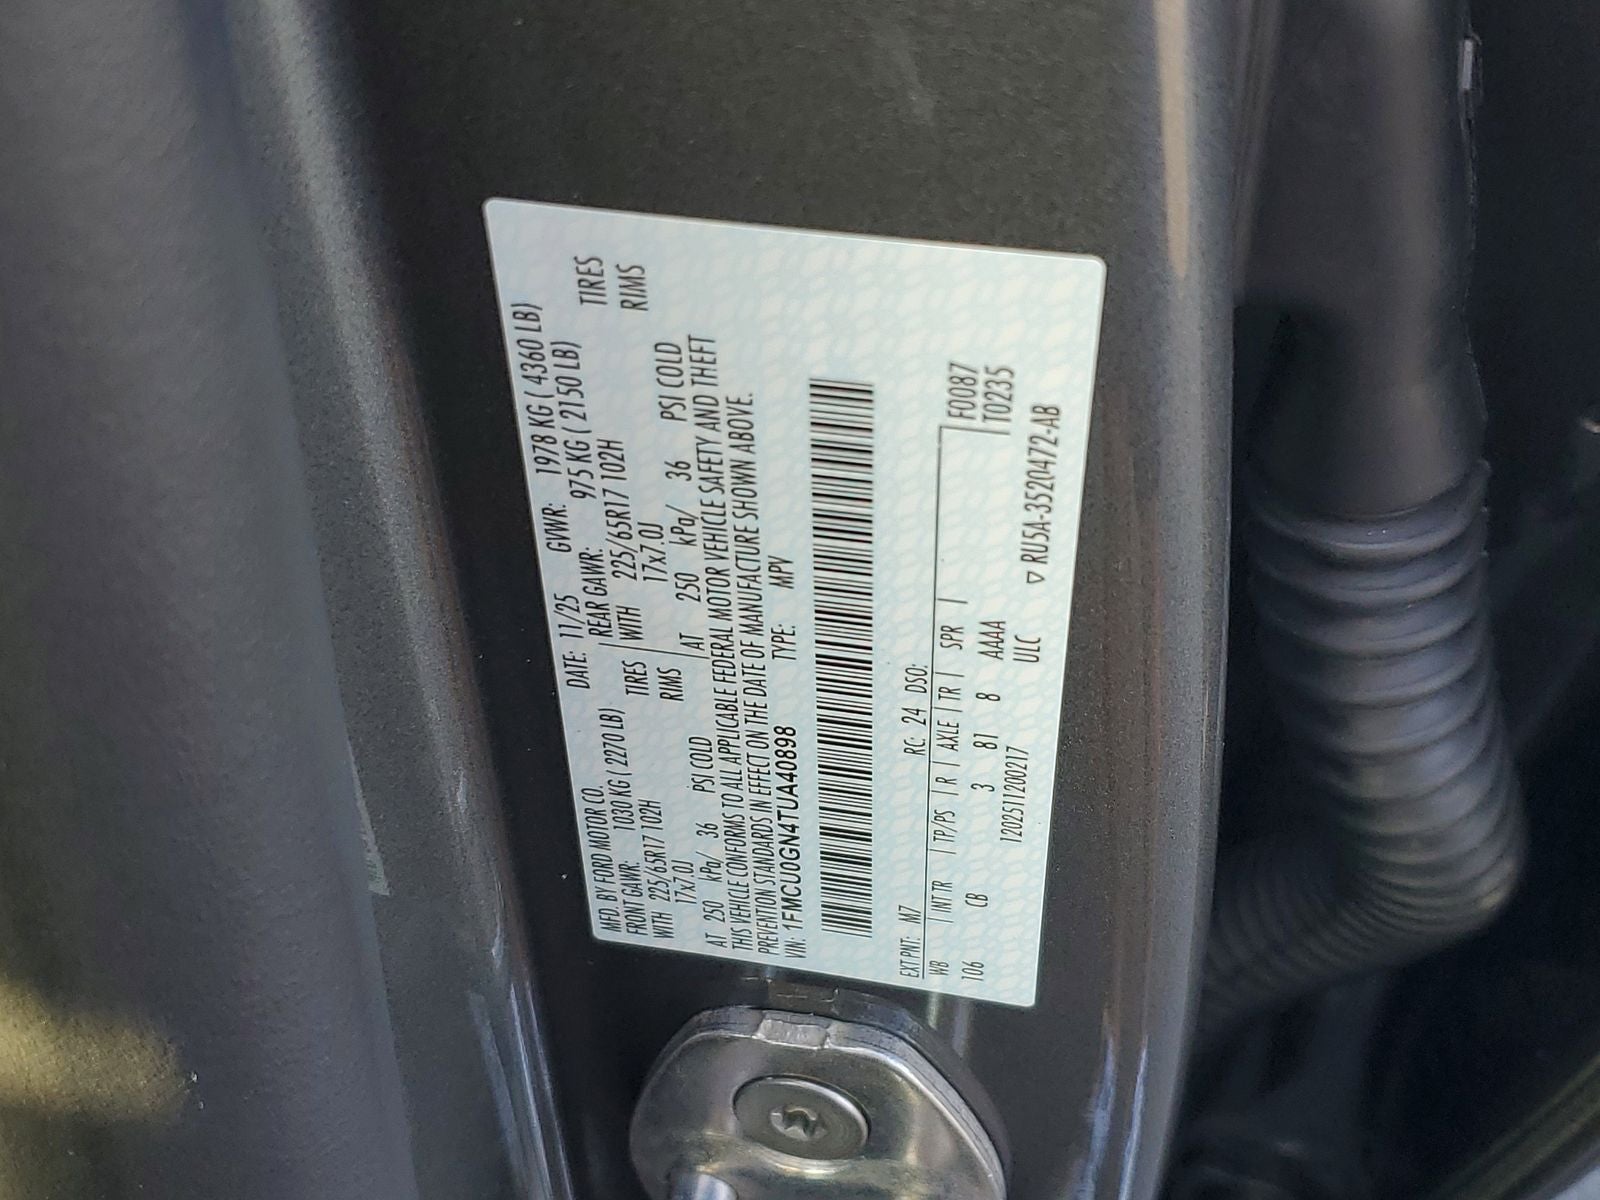 MFD. BY FORD MOTOR CO. DATE: 11/25 GVWR: 1978 KG ( 4360 LB)
FRONT GAWR: 1030 KG ( 2270 LB) REAR GAWR: 975 KG ( 2150 LB)
WITH 225/65R17 102H TIRES WITH 225/65R17 102H TIRES
17x7.0J RIMS 17x7.0J RIMS
AT 250 kPa/ 36 PSI COLD AT 250 kPa/ 36 PSI COLD
THIS VEHICLE CONFORMS TO ALL APPLICABLE FEDERAL MOTOR VEHICLE SAFETY AND THEFT
PREVENTION STANDARDS IN EFFECT ON THE DATE OF MANUFACTURE SHOWN ABOVE.
VIN: 1FMCU0GN4TUA40898 TYPE: MPV
EXT PNT: M7 RC: 24 DSO: F0087
WB INT TR TP/PS R AXLE TR SPR T0235
106 CB 3 81 8 AAAA
12025111200217 ULC ▽ RU5A-3520472-AB